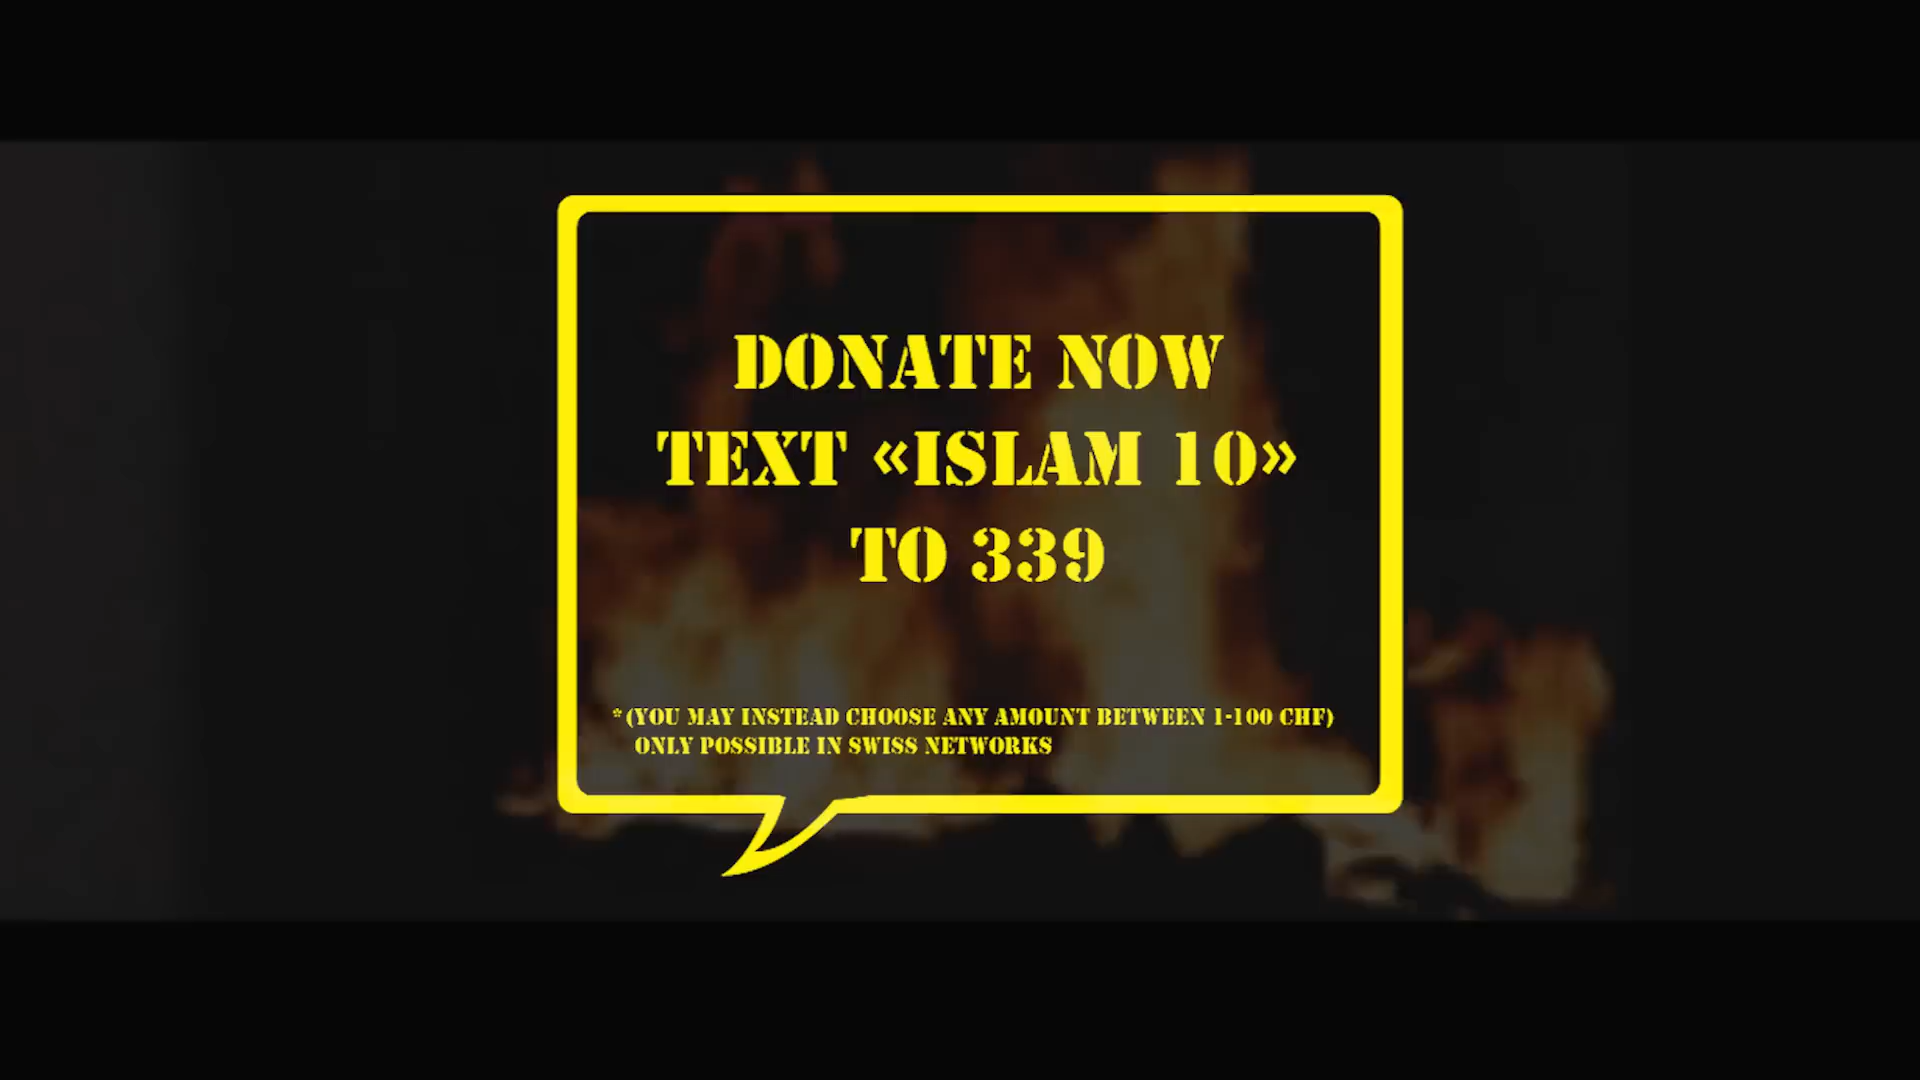 DONATE NOW
TEXT «ISLAM 10»
TO 339
*(YOU MAY INSTEAD CHOOSE ANY AMOUNT BETWEEN 1-100 CHF)
ONLY POSSIBLE IN SWISS NETWORKS